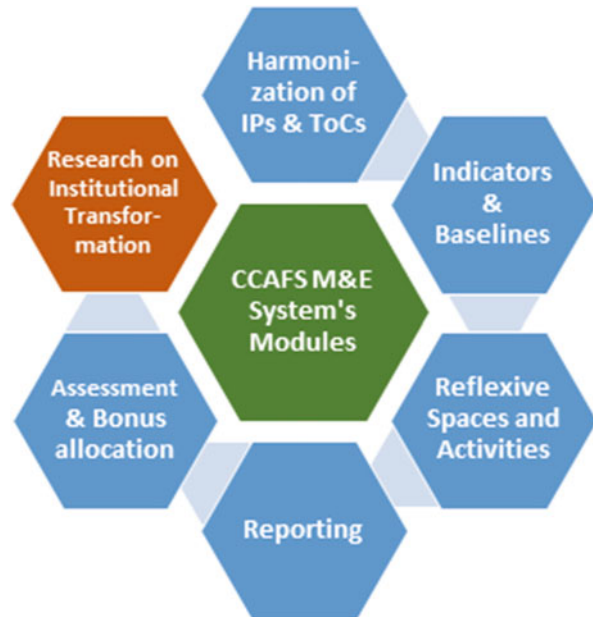 Harmoni-
zation of
IPs & ToCs
Indicators
&
Baselines
Reflexive
Spaces and
Activities
Reporting
Assessment
& Bonus
allocation
Research on
Institutional
Transfor-
mation
CCAFS M&E
System's
Modules